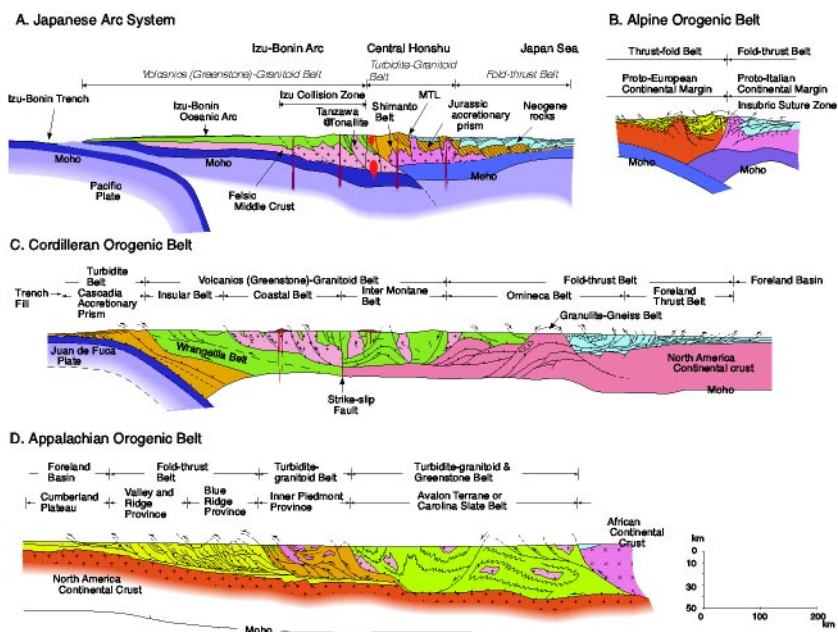 A. Japanese Arc System
Izu-Bonin Arc
Central Honshu
Japan Sea
Volcanics (Greenstone)-Granitoid Belt
Turbidite-Granitoid
Belt
Fold-thrust Belt
Izu-Bonin Trench
Izu-Bonin
Oceanic Arc
Izu Collision Zone
Tanzawa
Tonallite
Shimanto
Belt
MTL
Jurassic
accretionary
prism
Neogene
rocks
Moho
Moho
Moho
Pacific
Plate
Felsic
Middle Crust
B. Alpine Orogenic Belt
Thrust-fold Belt
Fold-thrust Belt
Proto-European
Continental Margin
Proto-Italian
Continental Margin
Insubric Suture Zone
Moho
C. Cordilleran Orogenic Belt
Trench
Fill
Turbidite
Belt
Cascadia
Accretionary
Prism
Volcanics (Greenstone)-Granitoid Belt
Insular Belt
Coastal Belt
Inter Montane
Belt
Fold-thrust Belt
Omineca Belt
Foreland
Thrust Belt
Foreland Basin
Granulite-Gneiss Belt
Juan de Fuca
Plate
Wrangellia Belt
Strike-slip
Fault
North America
Continental crust
Moho
D. Appalachian Orogenic Belt
Foreland
Basin
Fold-thrust
Belt
Turbidite-
granitoid Belt
Turbidite-granitoid &
Greenstone Belt
Cumberland
Plateau
Valley and
Ridge
Province
Blue
Ridge
Province
Inner Piedmont
Province
Avalon Terrane or
Carolina Slate Belt
African
Continental
Crust
North America
Continental Crust
Moho
km
0
10
30
50
0
100
200
km